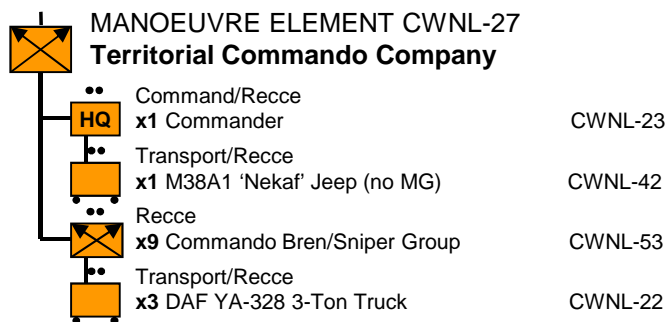 MANOEUVRE ELEMENT CWNL-27
Territorial Commando Company
Command/Recce
HQ x1 Commander CWNL-23
Transport/Recce
x1 M38A1 ‘Nekaf’ Jeep (no MG) CWNL-42
Recce
x9 Commando Bren/Sniper Group CWNL-53
Transport/Recce
x3 DAF YA-328 3-Ton Truck CWNL-22